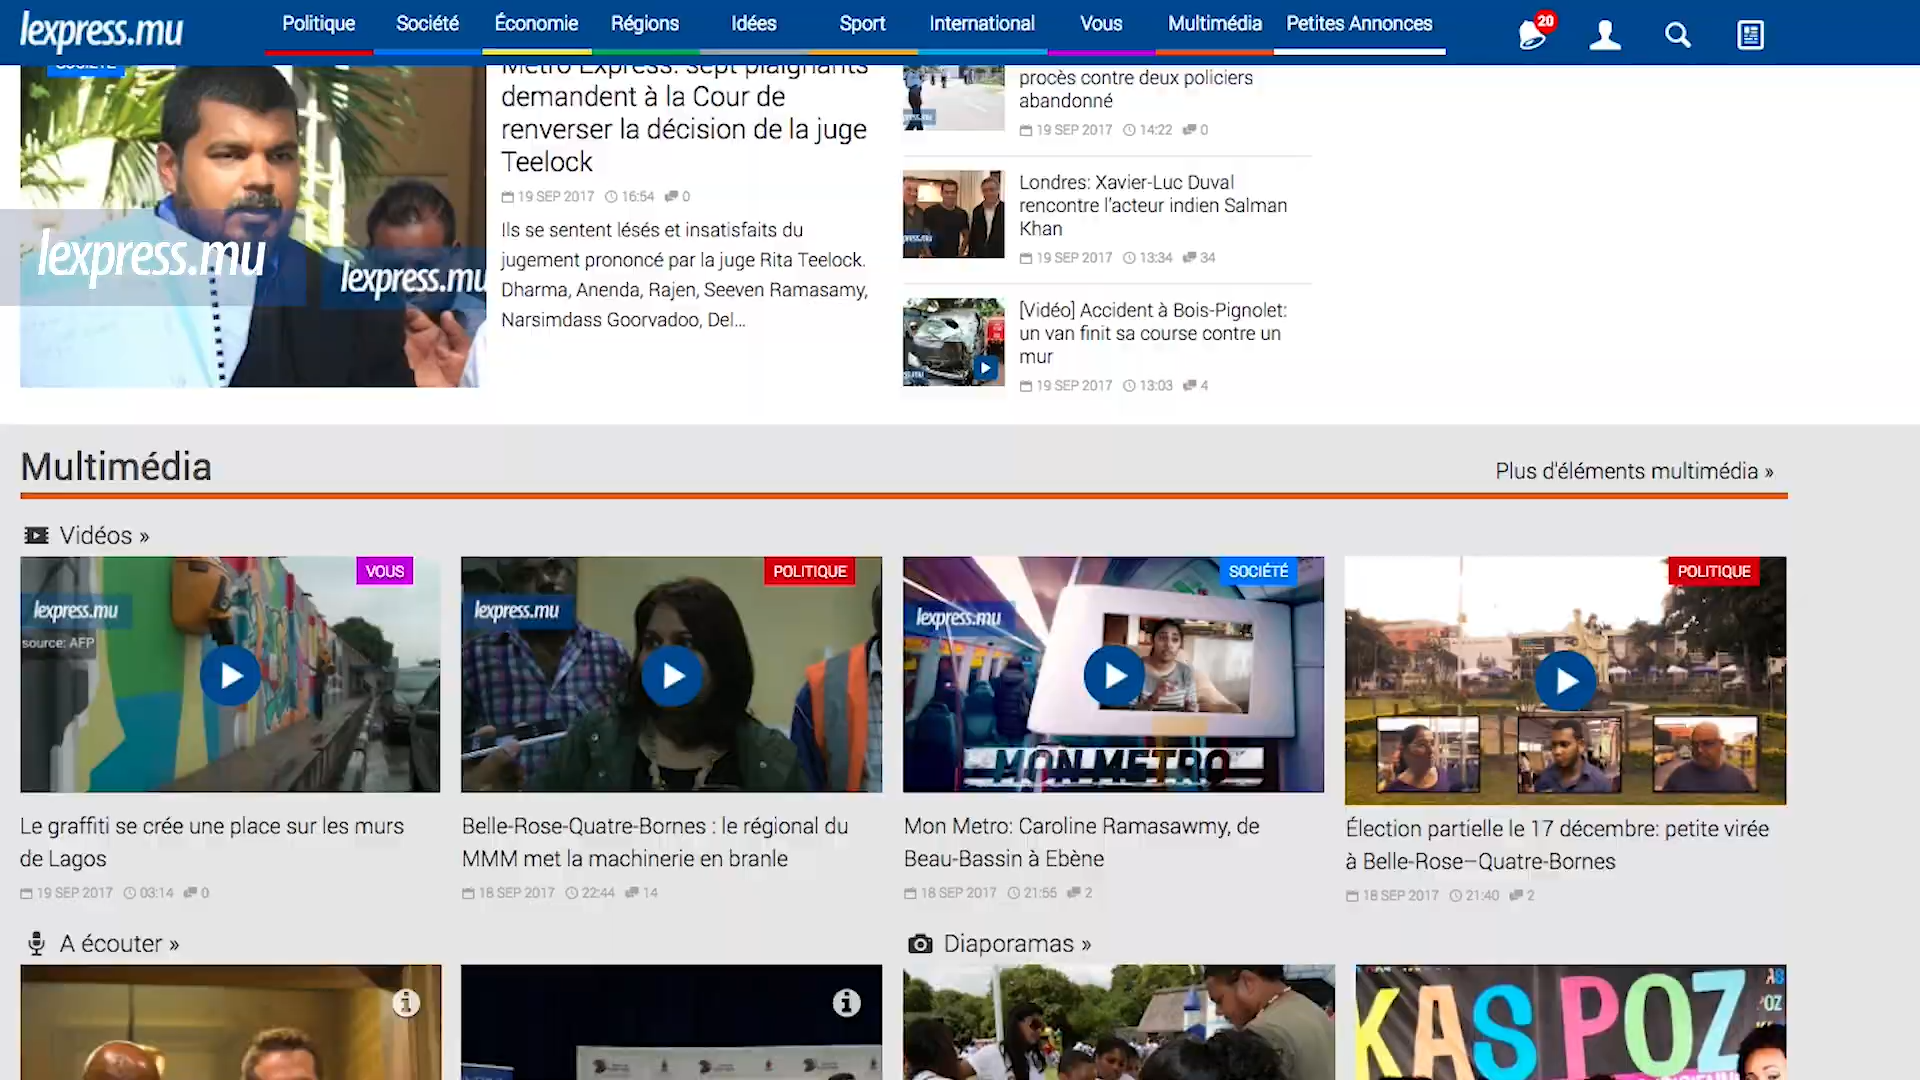 lexpress.mu
Politique
Société
Économie
Régions
Idées
Sport
International
Vous
Multimédia
Petites Annonces
20
SOCIÉTÉ
Metro Express: sept plaignants
demandent à la Cour de
renverser la décision de la juge
Teelock
19 SEP 2017 16:54 0
Ils se sentent lésés et insatisfaits du
jugement prononcé par la juge Rita Teelock.
Dharma, Anenda, Rajen, Seeven Ramasamy,
Narsimdass Goorvadoo, Del...
lexpress.mu
lexpress.mu
procès contre deux policiers
abandonné
19 SEP 2017 14:22 0
Londres: Xavier-Luc Duval
rencontre l'acteur indien Salman
Khan
19 SEP 2017 13:34 34
[Vidéo] Accident à Bois-Pignolet:
un van finit sa course contre un
mur
19 SEP 2017 13:03 4
Multimédia
Plus d'éléments multimédia »
Vidéos »
VOUS
lexpress.mu
source: AFP
Le graffiti se crée une place sur les murs
de Lagos
19 SEP 2017 03:14 0
POLITIQUE
lexpress.mu
Belle-Rose-Quatre-Bornes : le régional du
MMM met la machinerie en branle
18 SEP 2017 22:44 14
SOCIÉTÉ
lexpress.mu
MON METRO
Mon Metro: Caroline Ramasawmy, de
Beau-Bassin à Ebène
18 SEP 2017 21:55 2
POLITIQUE
Élection partielle le 17 décembre: petite virée
à Belle-Rose–Quatre-Bornes
18 SEP 2017 21:40 2
A écouter »
Diaporamas »
KAS POZ